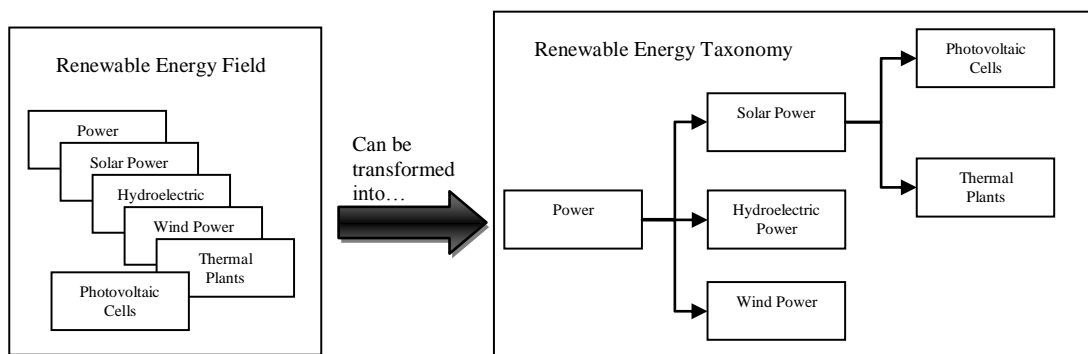 Renewable Energy Field
Power
Solar Power
Hydroelectric
Wind Power
Thermal
Plants
Photovoltaic
Cells
Can be
transformed
into…
Renewable Energy Taxonomy
Power
Solar Power
Hydroelectric
Power
Wind Power
Photovoltaic
Cells
Thermal
Plants